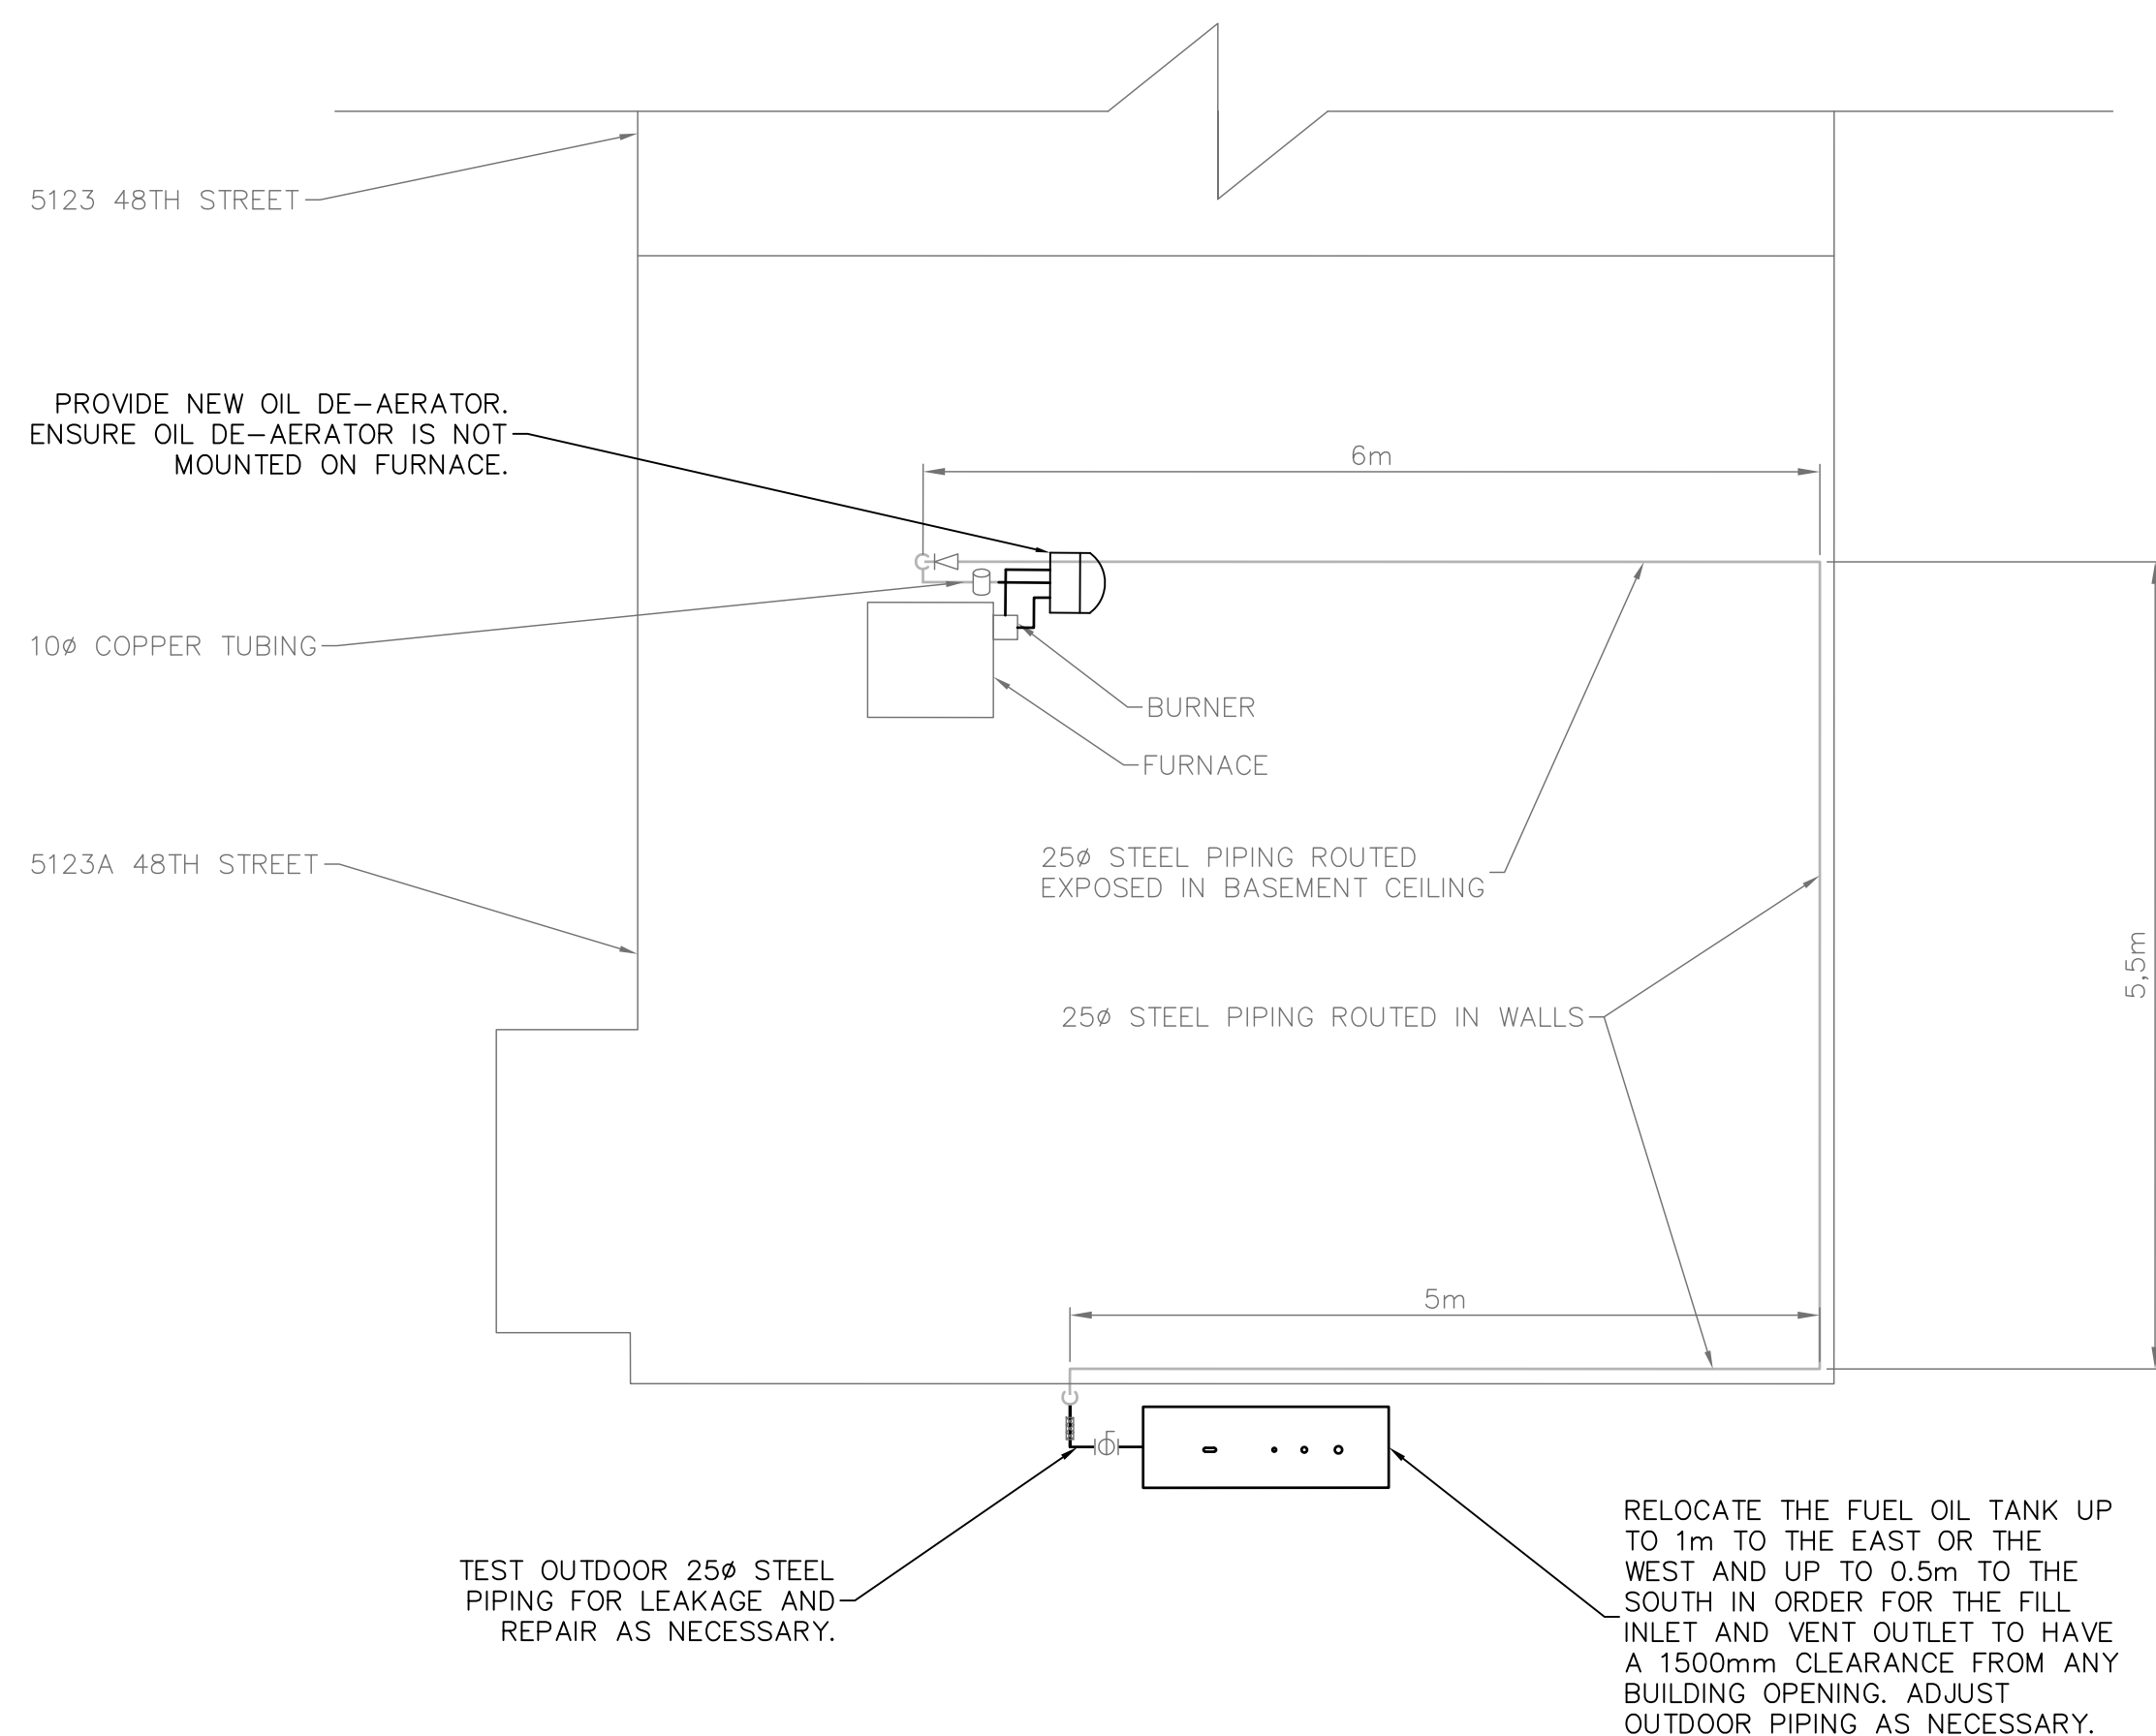 5123 48TH STREET
PROVIDE NEW OIL DE-AERATOR.
ENSURE OIL DE-AERATOR IS NOT
MOUNTED ON FURNACE.
6m
10ø COPPER TUBING
BURNER
FURNACE
25ø STEEL PIPING ROUTED
EXPOSED IN BASEMENT CEILING
5123A 48TH STREET
5,5m
25ø STEEL PIPING ROUTED IN WALLS
5m
TEST OUTDOOR 25ø STEEL
PIPING FOR LEAKAGE AND
REPAIR AS NECESSARY.
RELOCATE THE FUEL OIL TANK UP
TO 1m TO THE EAST OR THE
WEST AND UP TO 0.5m TO THE
SOUTH IN ORDER FOR THE FILL
INLET AND VENT OUTLET TO HAVE
A 1500mm CLEARANCE FROM ANY
BUILDING OPENING. ADJUST
OUTDOOR PIPING AS NECESSARY.